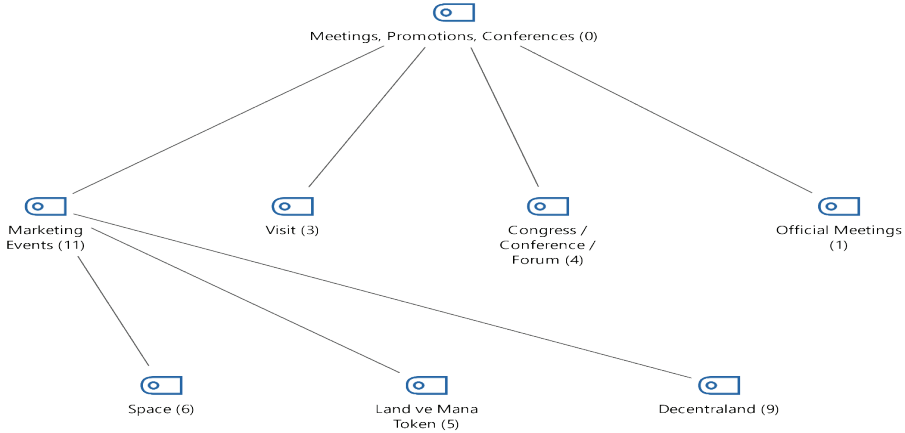 Meetings, Promotions, Conferences (0)
Marketing
Events (11)
Visit (3)
Congress /
Conference /
Forum (4)
Official Meetings
(1)
Space (6)
Land ve Mana
Token (5)
Decentraland (9)